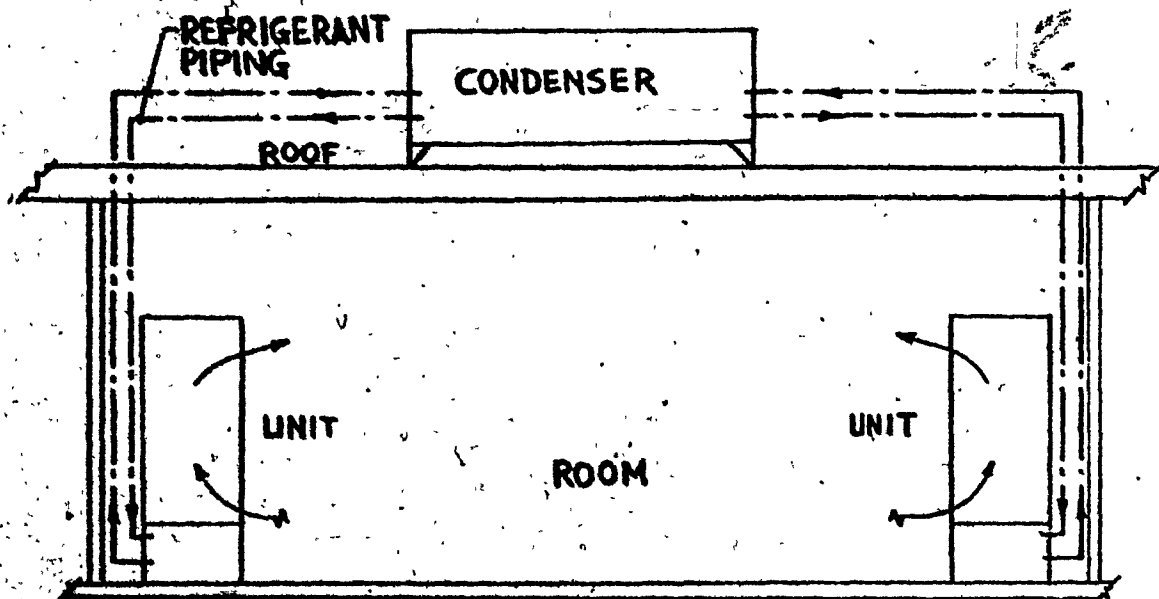 REFRIGERANT
PIPING
CONDENSER
ROOF
UNIT
UNIT
ROOM